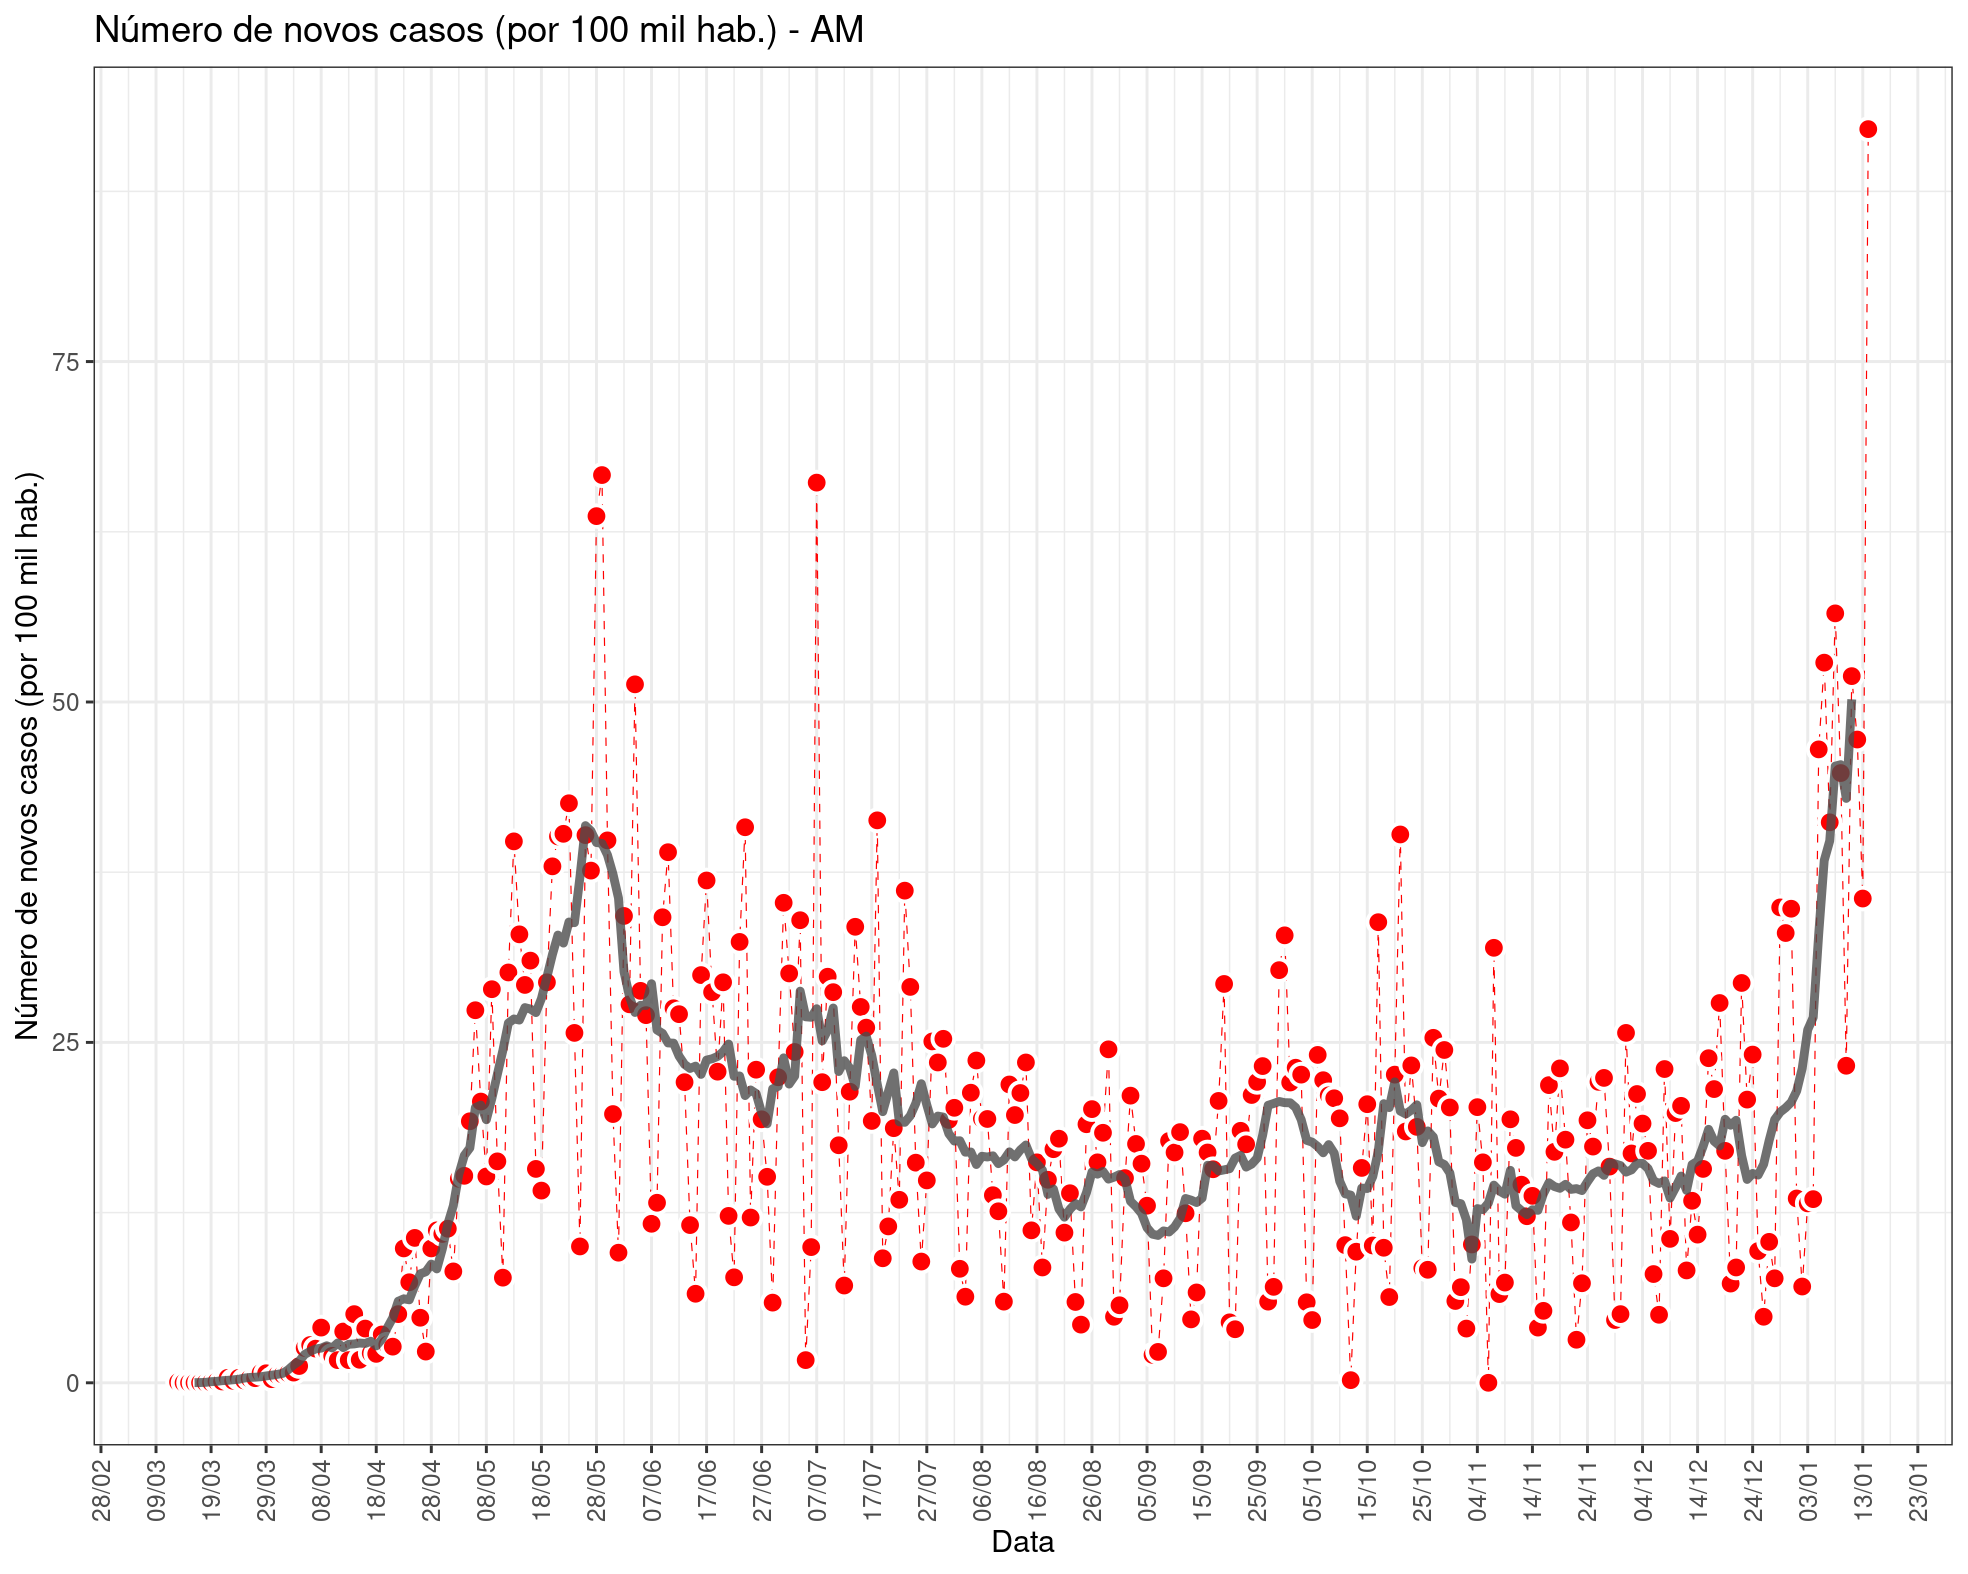 Número de novos casos (por 100 mil hab.) - AM
Número de novos casos (por 100 mil hab.)
75
50
25
0
28/02 09/03 19/03 29/03 08/04 18/04 28/04 08/05 18/05 28/05 07/06 17/06 27/06 07/07 17/07 27/07 06/08 16/08 26/08 05/09 15/09 25/09 05/10 15/10 25/10 04/11 14/11 24/11 04/12 14/12 24/12 03/01 13/01 23/01
Data